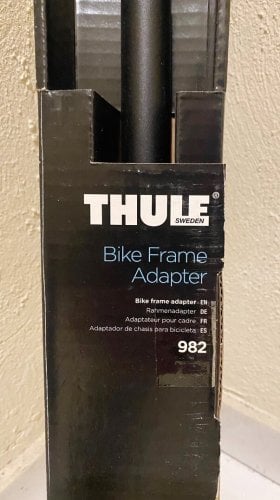 THULE®
SWEDEN
Bike Frame
Adapter
Bike frame adapter EN
Rahmenadapter DE
Adaptateur pour cadre FR
Adaptador de chasis para bicicleta ES
982